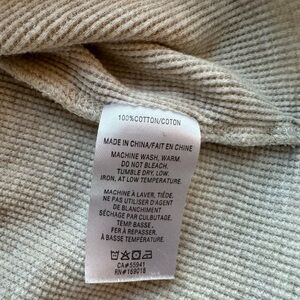 100%COTTON/COTON
MADE IN CHINA/FAIT EN CHINE
MACHINE WASH, WARM.
DO NOT BLEACH.
TUMBLE DRY, LOW
IRON, AT LOW TEMPERATURE.
MACHINE À LAVER, TIÈDE.
NE PAS UTILISER D'AGENT
DE BLANCHIMENT
SÉCHAGE PAR CULBUTAGE,
TEMP. BASSE.
FER À REPASSER,
À BASSE TEMPERATURE.
CA#55941
RN#169018